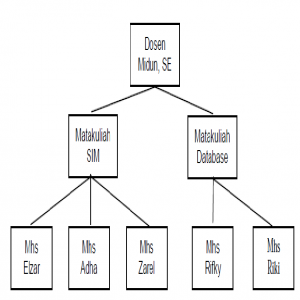 Dosen
Midun, SE
Matakuliah
SIM
Matakuliah
Database
Mhs
Elzar
Mhs
Adha
Mhs
Zarel
Mhs
Rifky
Mhs
Riki